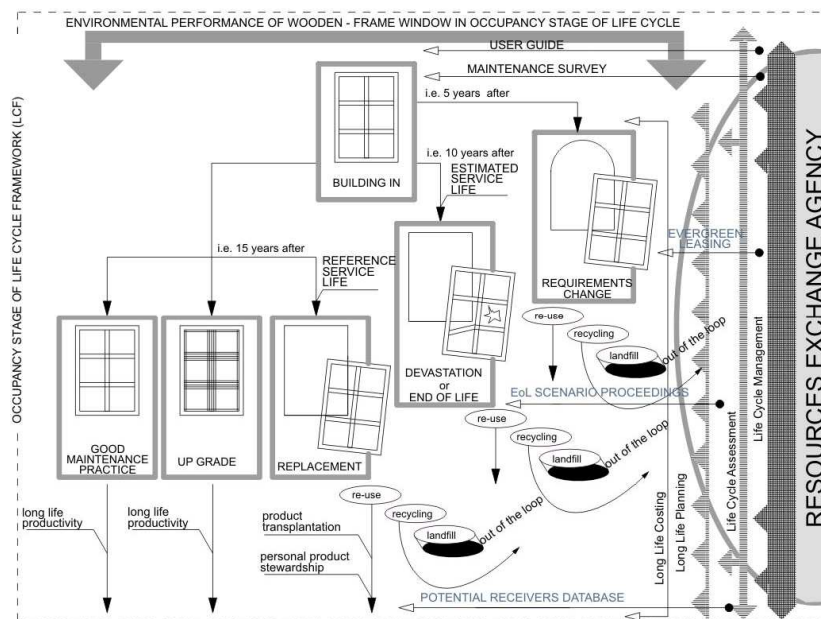 ENVIRONMENTAL PERFORMANCE OF WOODEN - FRAME WINDOW IN OCCUPANCY STAGE OF LIFE CYCLE
USER GUIDE
MAINTENANCE SURVEY
i.e. 5 years after
BUILDING IN
i.e. 10 years after
ESTIMATED
SERVICE
LIFE
EVERGREEN
LEASING
i.e. 15 years after
REFERENCE
SERVICE
LIFE
REQUIREMENTS
CHANGE
re-use
recycling
landfill
out of the loop
DEVASTATION
or
END OF LIFE
EoL SCENARIO PROCEEDINGS
re-use
recycling
landfill
out of the loop
GOOD
MAINTENANCE
PRACTICE
UP GRADE
REPLACEMENT
re-use
recycling
landfill
out of the loop
long life
productivity
long life
productivity
product
transplantation
personal product
stewardship
POTENTIAL RECEIVERS DATABASE
OCCUPANCY STAGE OF LIFE CYCLE FRAMEWORK (LCF)
Long Life Costing
Long Life Planning
Life Cycle Assessment
Life Cycle Management
RESOURCES EXCHANGE AGENCY